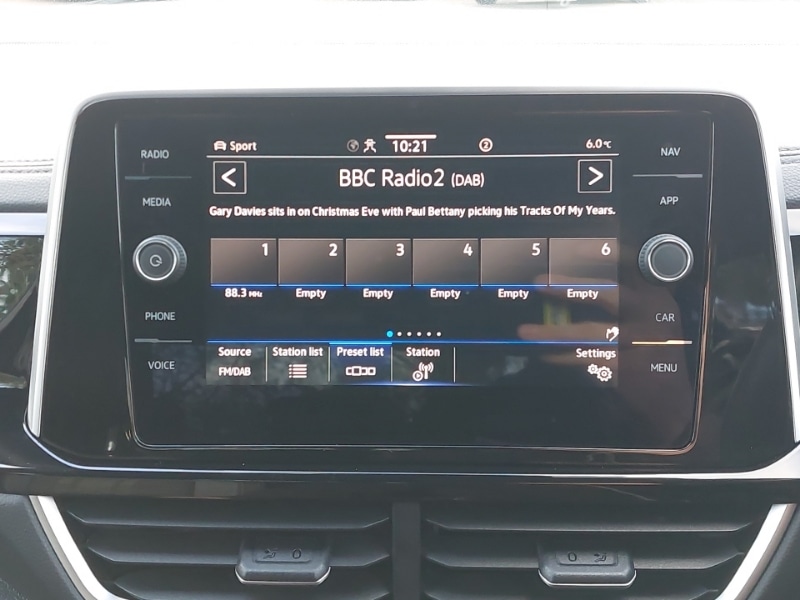 Sport 10:21 2 6.0°C
RADIO NAV
< BBC Radio2 (DAB) >
MEDIA APP
Gary Davies sits in on Christmas Eve with Paul Bettany picking his Tracks Of My Years.
1 2 3 4 5 6
88.3 MHz Empty Empty Empty Empty Empty
PHONE CAR
Source Station list Preset list Station Settings
VOICE FM/DAB MENU